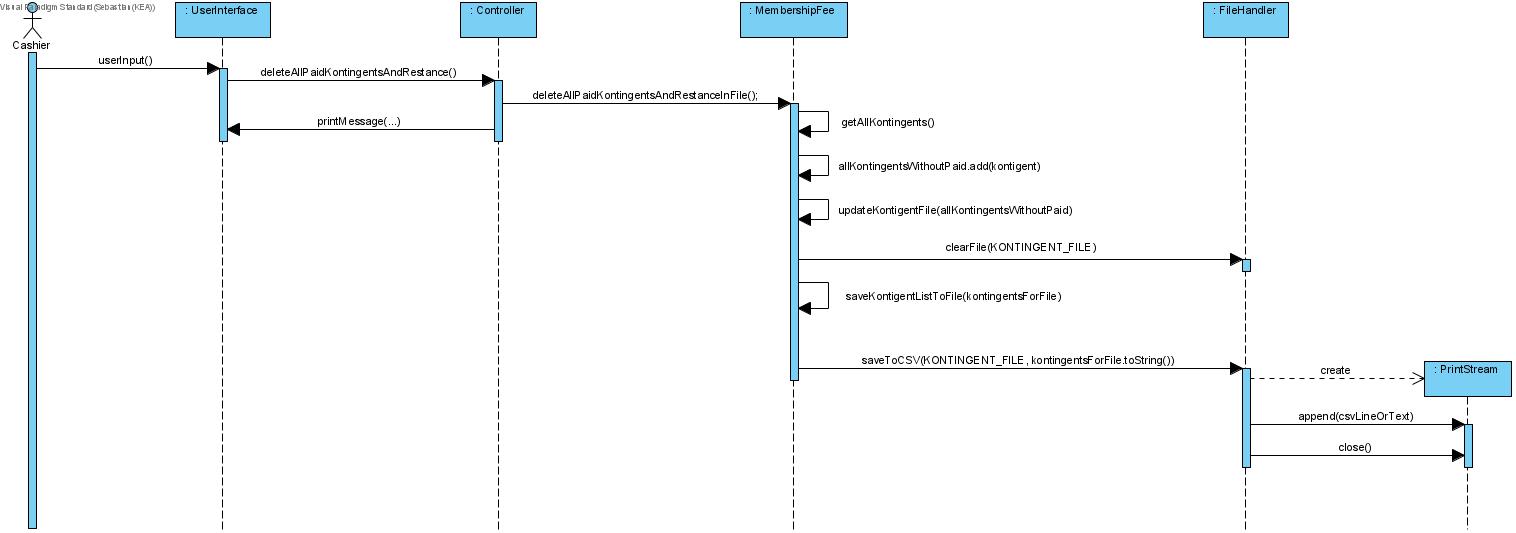 Visual Paradigm Standard(Sebastian(KEA))
: UserInterface
: Controller
: MembershipFee
: FileHandler
Cashier
userInput()
deleteAllPaidKontingentsAndRestance()
deleteAllPaidKontingentsAndRestanceInFile();
printMessage(...)
getAllKontingents()
allKontingentsWithoutPaid.add(kontigent)
updateKontigentFile(allKontingentsWithoutPaid)
clearFile(KONTINGENT_FILE)
saveKontigentListToFile(kontingentsForFile)
saveToCSV(KONTINGENT_FILE, kontingentsForFile.toString())
create
: PrintStream
append(csvLineOrText)
close()